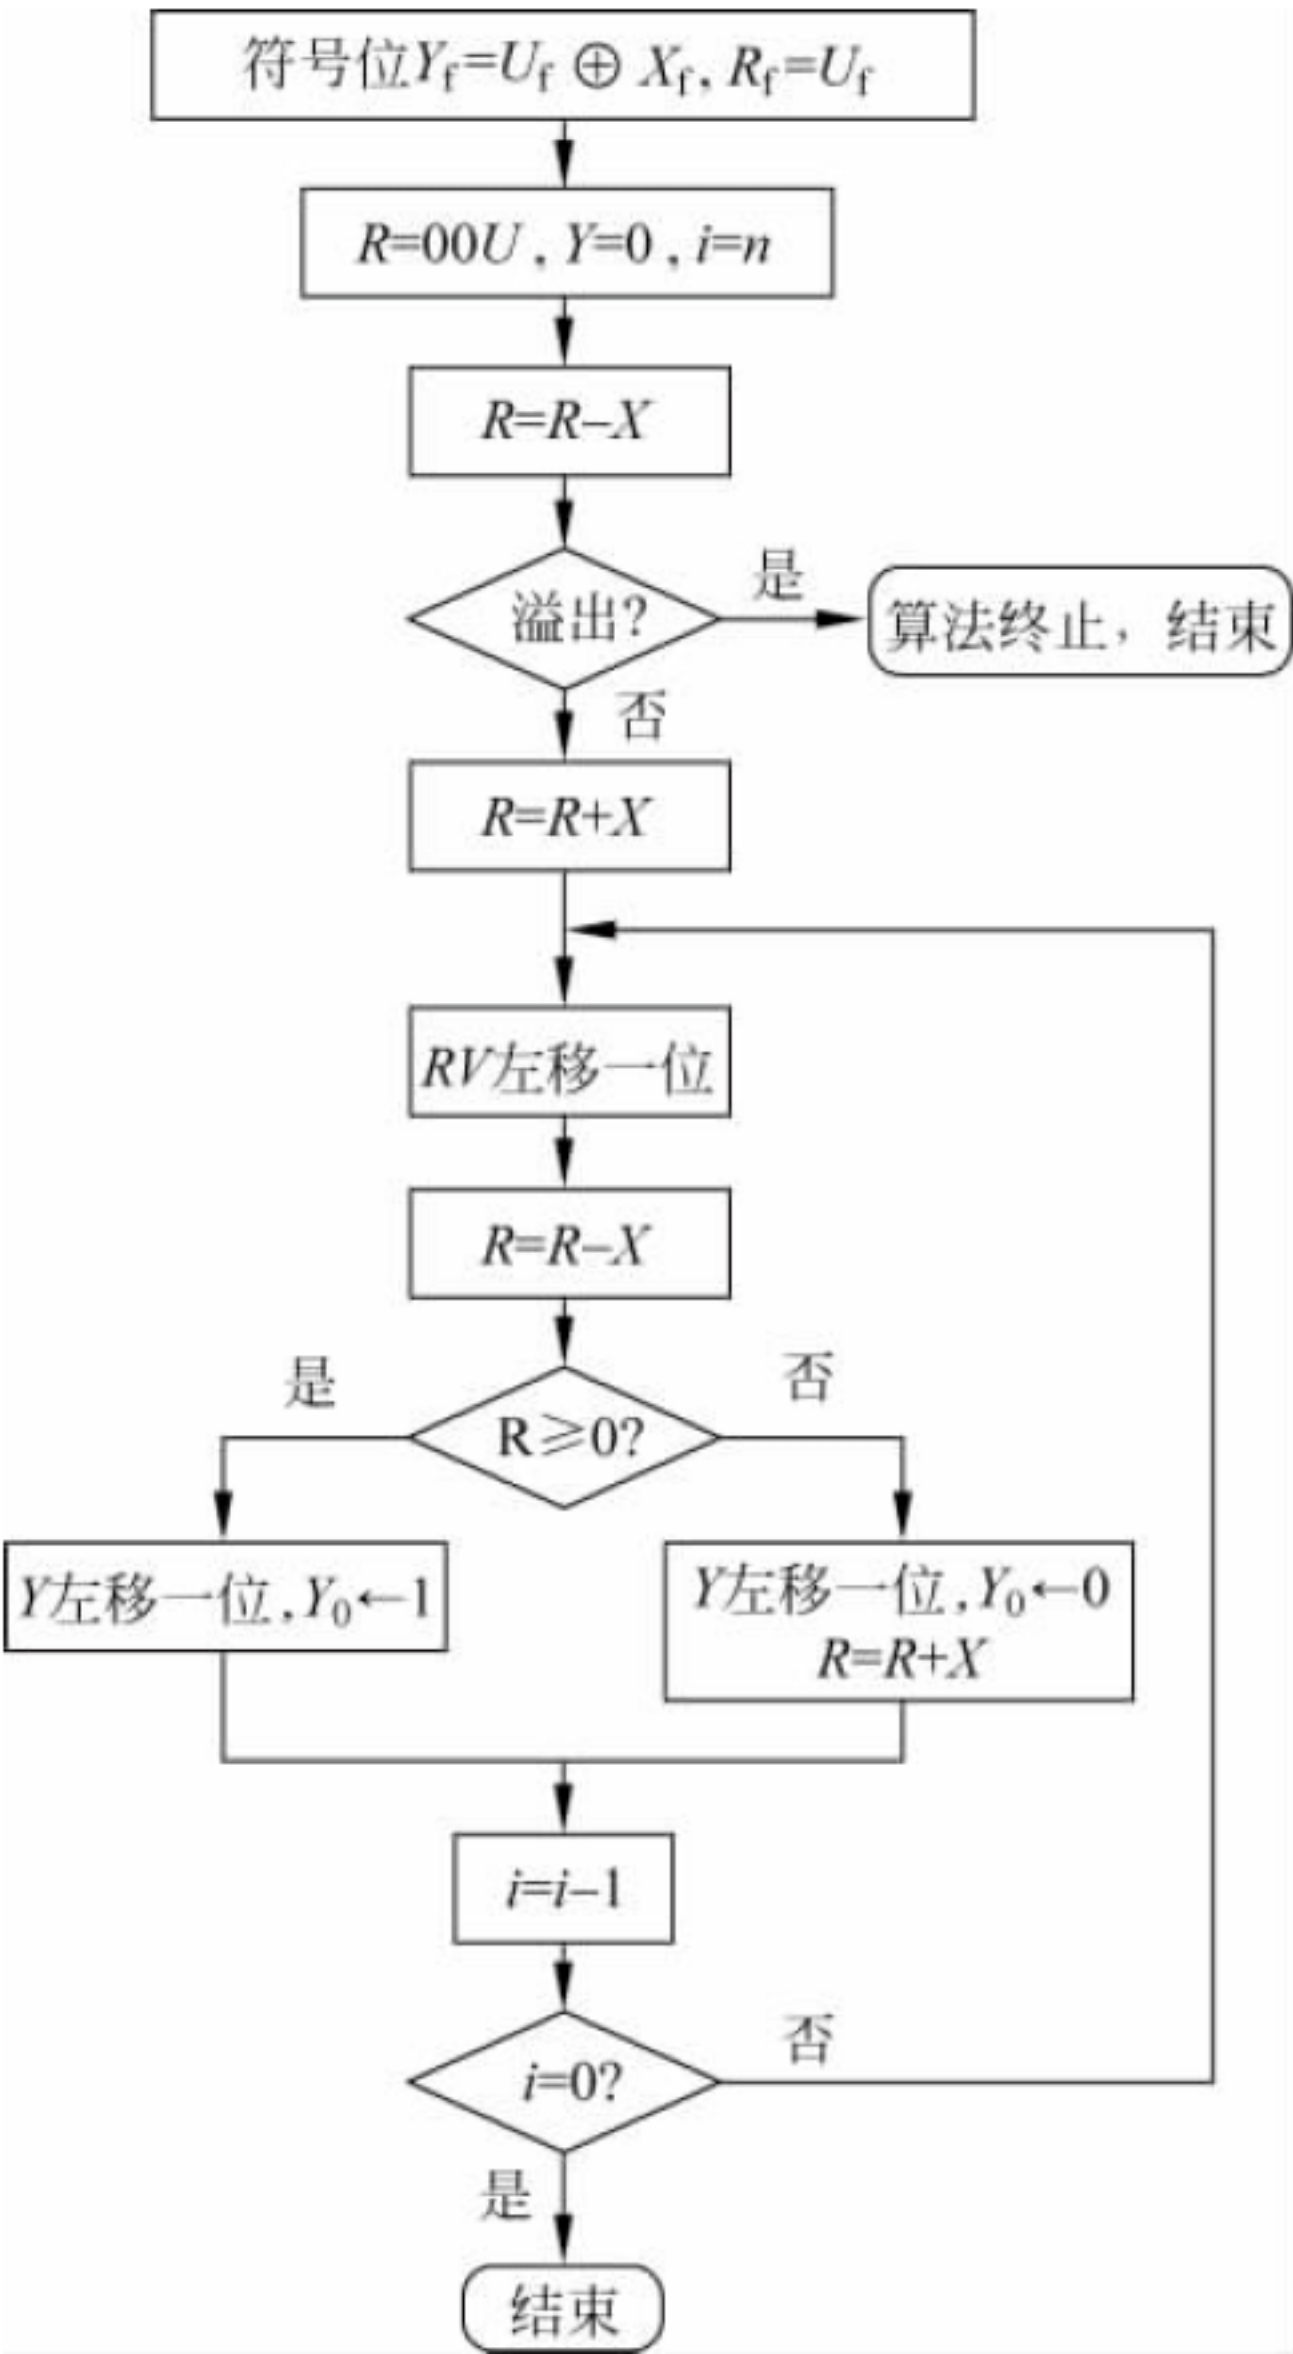 符号位Yf=Uf ⊕ Xf, Rf=Uf
R=00U, Y=0, i=n
R=R–X
溢出?
是
算法终止，结束
否
R=R+X
RV左移一位
R=R–X
是
否
R≥0?
Y左移一位,Y0←1
Y左移一位,Y0←0
R=R+X
i=i–1
否
i=0?
是
结束